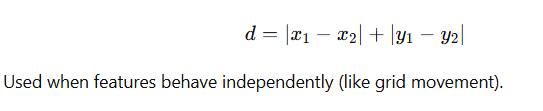 d = |x₁ − x₂| + |y₁ − y₂|
Used when features behave independently (like grid movement).